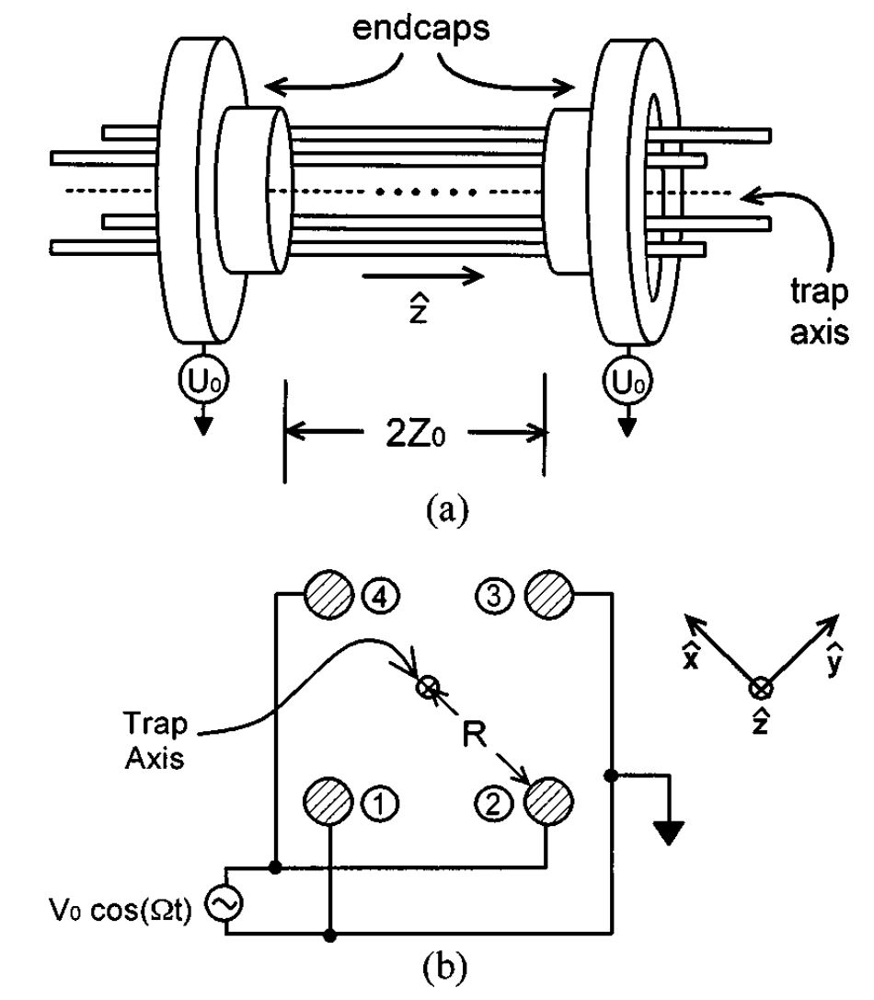 endcaps
ẑ
trap
axis
U₀
U₀
2Z₀
(a)
4
3
x̂
ŷ
ẑ
Trap
Axis
R
1
2
V₀ cos(Ωt)
(b)